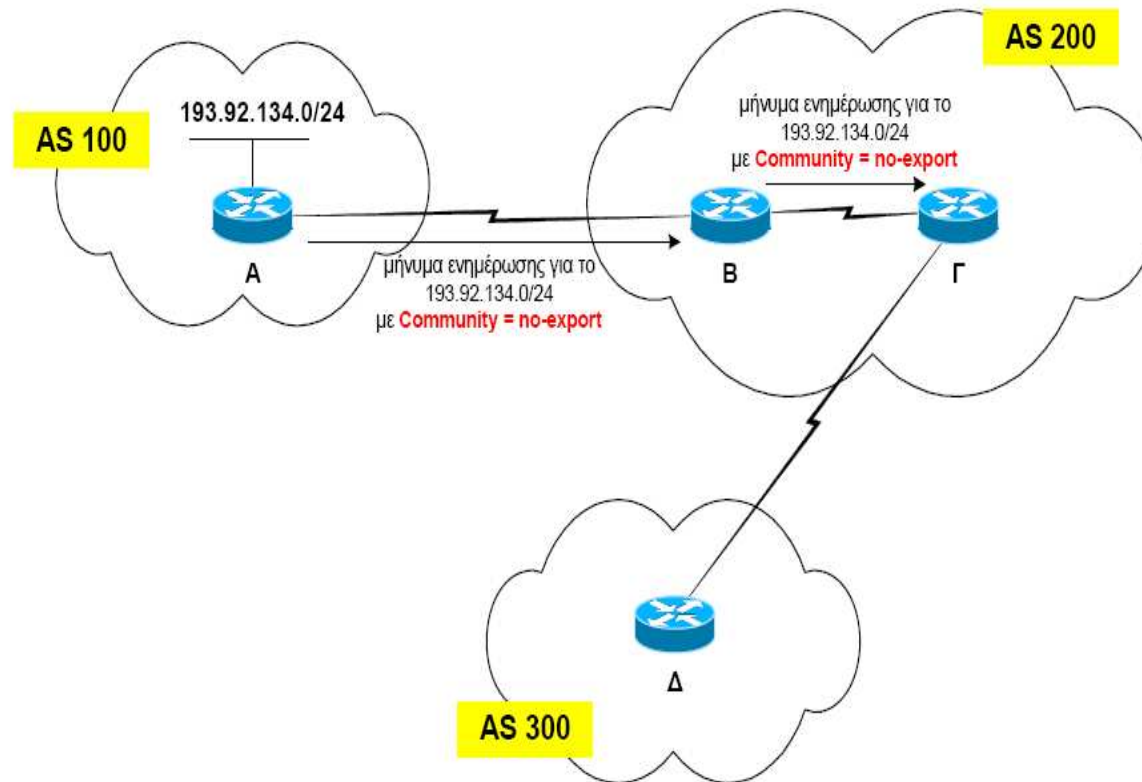 AS 200
193.92.134.0/24
AS 100
μήνυμα ενημέρωσης για το
193.92.134.0/24
με Community = no-export
A
B
Γ
μήνυμα ενημέρωσης για το
193.92.134.0/24
με Community = no-export
Δ
AS 300